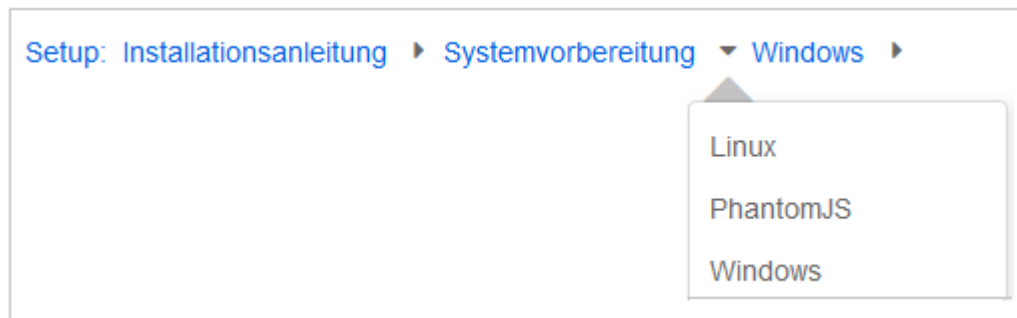 Setup: Installationsanleitung Systemvorbereitung Windows
Linux
PhantomJS
Windows